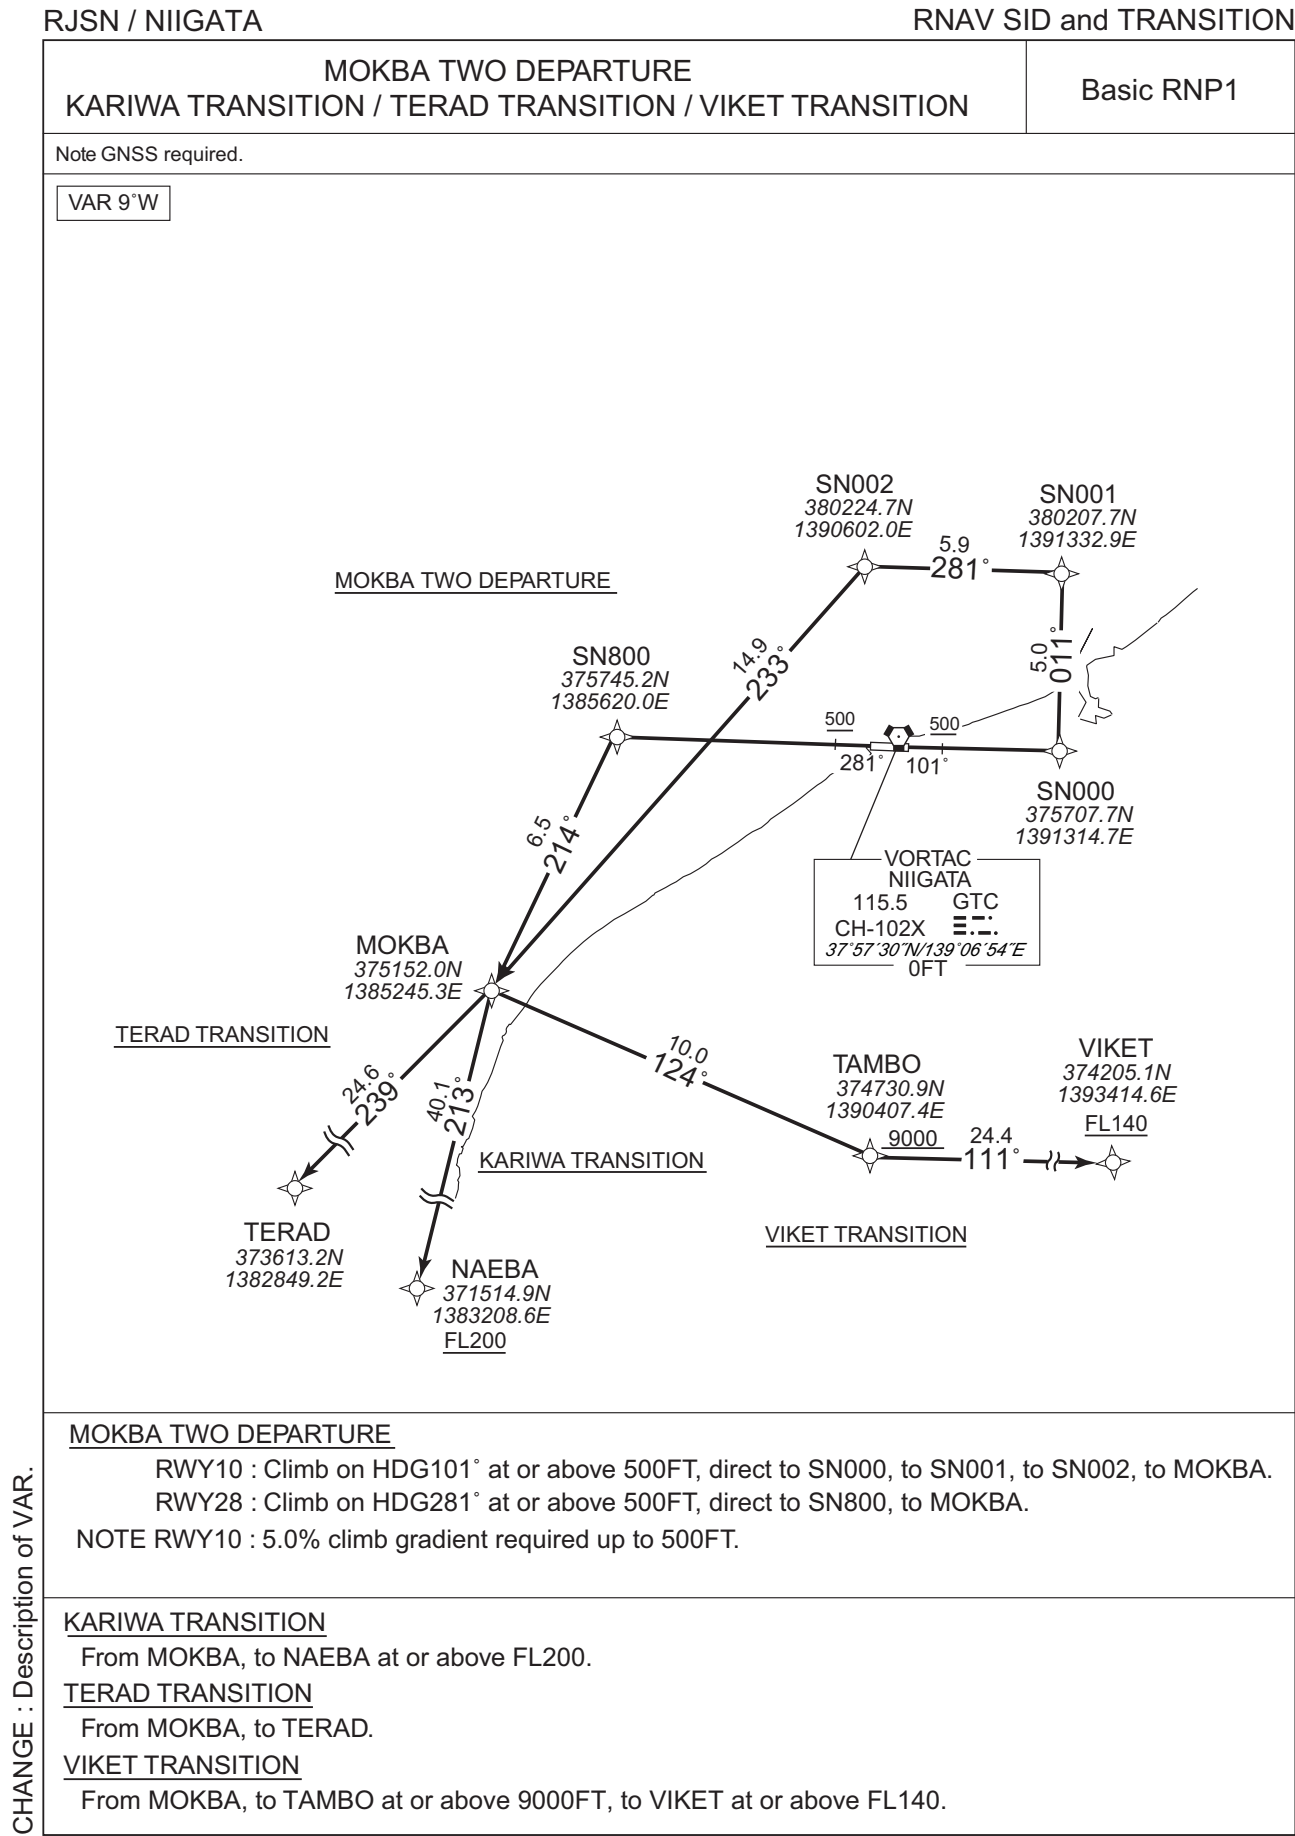 RJSN / NIIGATA
RNAV SID and TRANSITION
MOKBA TWO DEPARTURE
KARIWA TRANSITION / TERAD TRANSITION / VIKET TRANSITION
Basic RNP1
Note GNSS required.
VAR 9°W
SN002
380224.7N
1390602.0E
SN001
380207.7N
1391332.9E
5.9
281°
MOKBA TWO DEPARTURE
5.0
011°
14.9
233°
SN800
375745.2N
1385620.0E
500
500
281°
101°
SN000
375707.7N
1391314.7E
6.5
214°
VORTAC
NIIGATA
115.5 GTC
CH-102X
37°57′30″N/139°06′54″E
0FT
MOKBA
375152.0N
1385245.3E
TERAD TRANSITION
10.0
124°
TAMBO
374730.9N
1390407.4E
9000
VIKET
374205.1N
1393414.6E
FL140
24.6
239°
40.1
213°
24.4
111°
KARIWA TRANSITION
VIKET TRANSITION
TERAD
373613.2N
1382849.2E
NAEBA
371514.9N
1383208.6E
FL200
MOKBA TWO DEPARTURE
RWY10 : Climb on HDG101° at or above 500FT, direct to SN000, to SN001, to SN002, to MOKBA.
RWY28 : Climb on HDG281° at or above 500FT, direct to SN800, to MOKBA.
NOTE RWY10 : 5.0% climb gradient required up to 500FT.
KARIWA TRANSITION
From MOKBA, to NAEBA at or above FL200.
TERAD TRANSITION
From MOKBA, to TERAD.
VIKET TRANSITION
From MOKBA, to TAMBO at or above 9000FT, to VIKET at or above FL140.
CHANGE : Description of VAR.